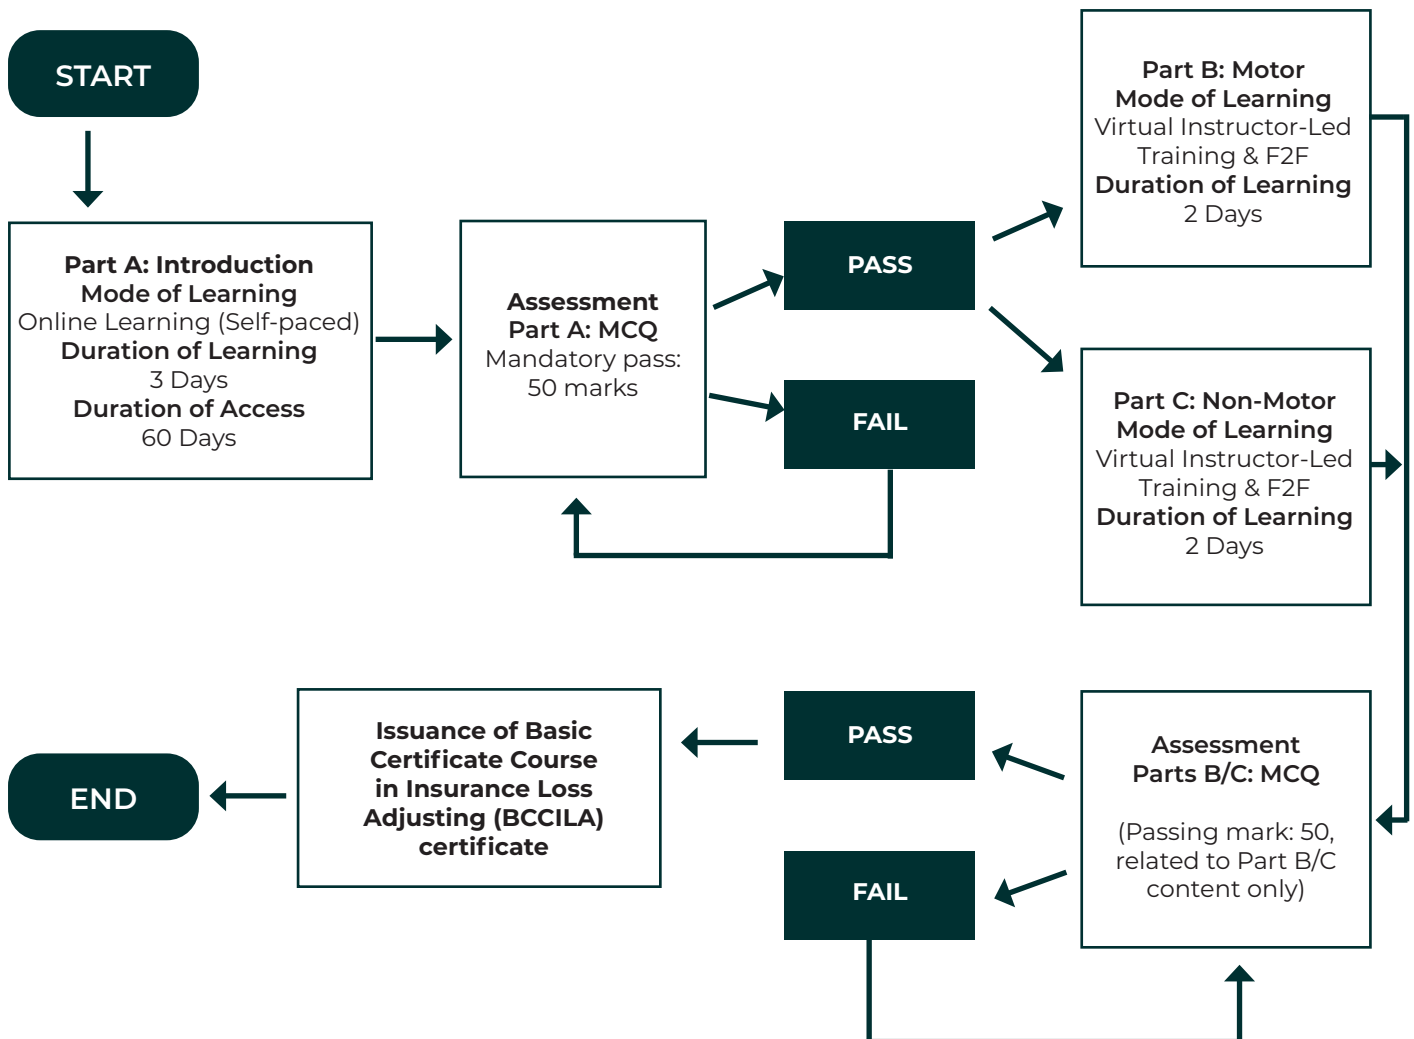 START
Part A: Introduction
Mode of Learning
Online Learning (Self-paced)
Duration of Learning
3 Days
Duration of Access
60 Days
Assessment
Part A: MCQ
Mandatory pass:
50 marks
PASS
FAIL
Part B: Motor
Mode of Learning
Virtual Instructor-Led
Training & F2F
Duration of Learning
2 Days
Part C: Non-Motor
Mode of Learning
Virtual Instructor-Led
Training & F2F
Duration of Learning
2 Days
Assessment
Parts B/C: MCQ
(Passing mark: 50,
related to Part B/C
content only)
PASS
FAIL
Issuance of Basic
Certificate Course
in Insurance Loss
Adjusting (BCCILA)
certificate
END